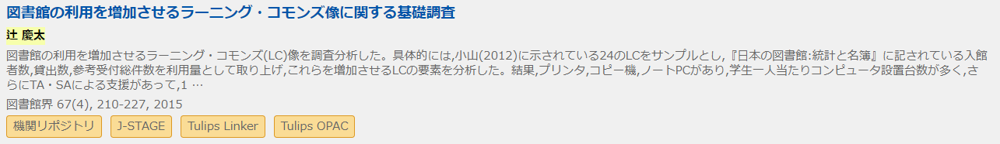 図書館の利用を増加させるラーニング・コモンズ像に関する基礎調査
辻 慶太
図書館の利用を増加させるラーニング・コモンズ(LC)像を調査分析した。具体的には,小山(2012)に示されている24のLCをサンプルとし,『日本の図書館:統計と名簿』に記されている入館
者数,貸出数,参考受付総件数を利用量として取り上げ,これらを増加させるLCの要素を分析した。結果,プリンタ,コピー機,ノートPCがあり,学生一人当たりコンピュータ設置台数が多く,さ
らにTA・SAによる支援があって,1 …
図書館界 67(4), 210-227, 2015
機関リポジトリ J-STAGE Tulips Linker Tulips OPAC